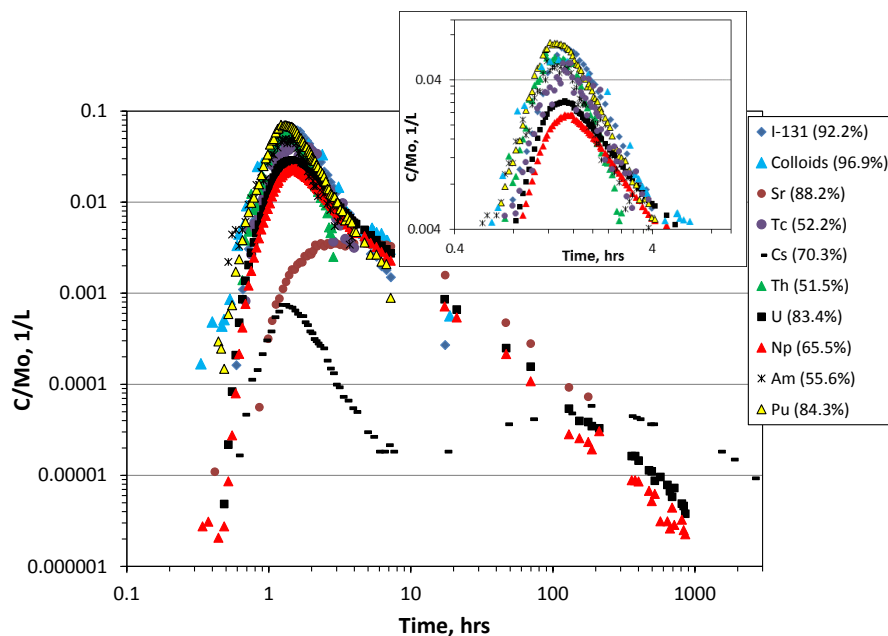 0.04
0.004
0.4
4
Time, hrs
C/Mo, 1/L
0.1
0.01
0.001
0.0001
0.00001
0.000001
0.1
1
10
100
1000
Time, hrs
C/Mo, 1/L
I-131 (92.2%)
Colloids (96.9%)
Sr (88.2%)
Tc (52.2%)
Cs (70.3%)
Th (51.5%)
U (83.4%)
Np (65.5%)
Am (55.6%)
Pu (84.3%)